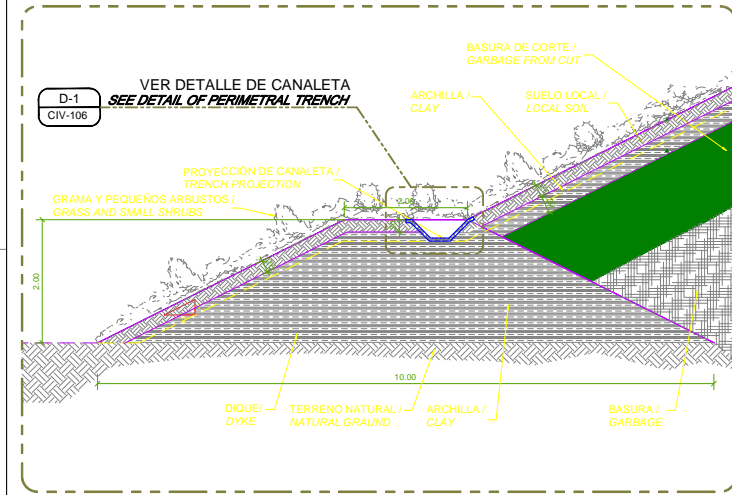 BASURA DE CORTE /
GARBAGE FROM CUT
VER DETALLE DE CANALETA
SEE DETAIL OF PERIMETRAL TRENCH
D-1
CIV-106
ARCHILLA /
CLAY
SUELO LOCAL /
LOCAL SOIL
PROYECCIÓN DE CANALETA /
TRENCH PROJECTION
GRAMA Y PEQUEÑOS ARBUSTOS /
GRASS AND SMALL SHRUBS
2.00
2.00
10.00
DIQUE/
DYKE
TERRENO NATURAL /
NATURAL GRAUND
ARCHILLA /
CLAY
BASURA /
GARBAGE